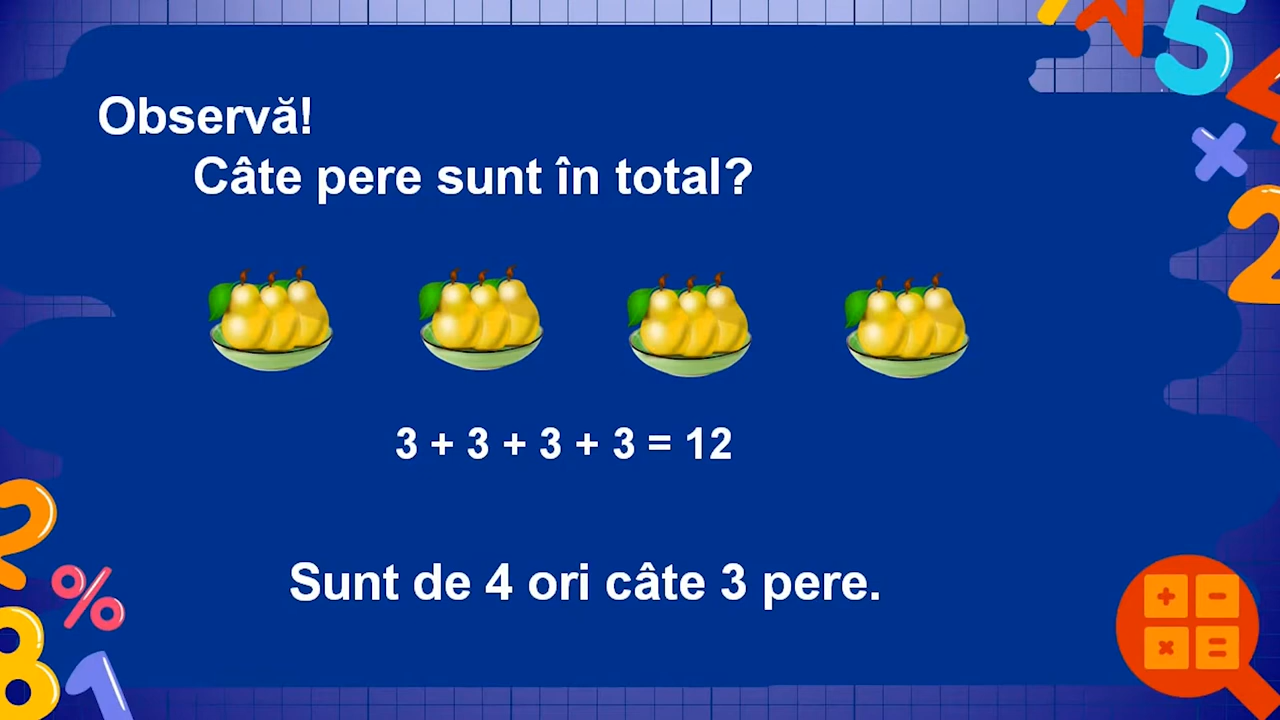 Observă!
Câte pere sunt în total?
3 + 3 + 3 + 3 = 12
Sunt de 4 ori câte 3 pere.